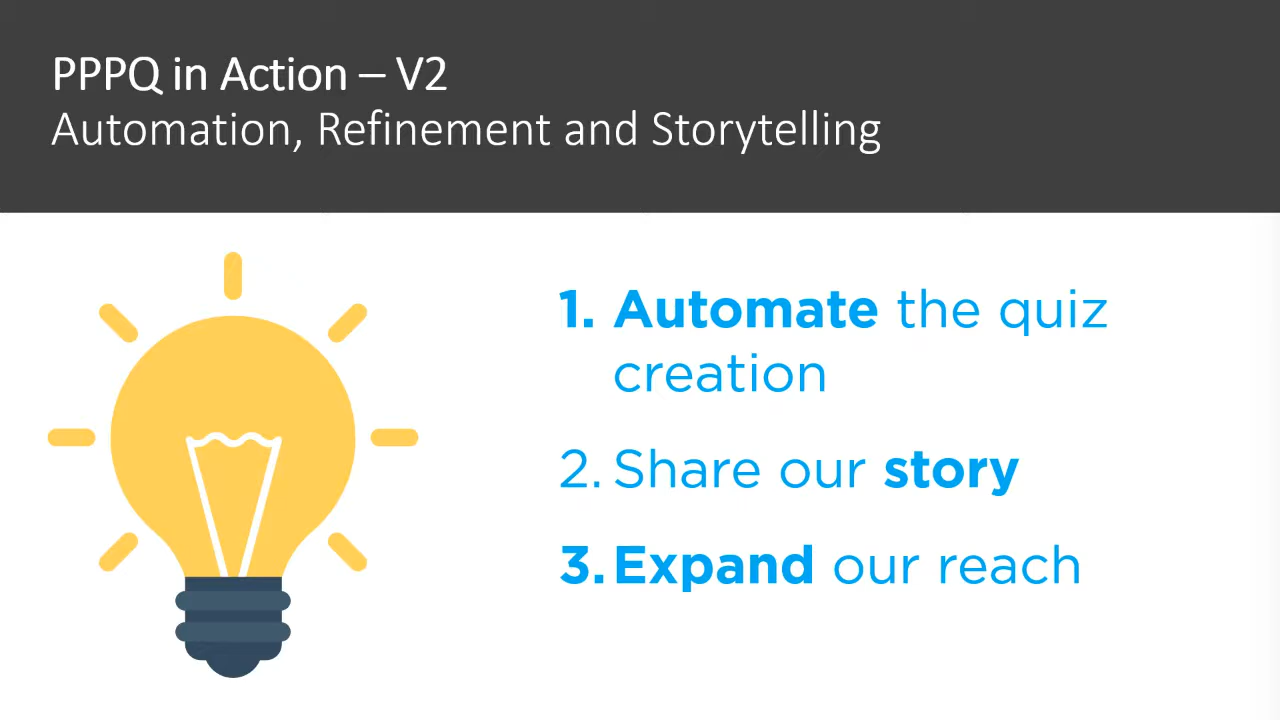 PPPQ in Action – V2
Automation, Refinement and Storytelling
1. Automate the quiz
creation
2. Share our story
3. Expand our reach